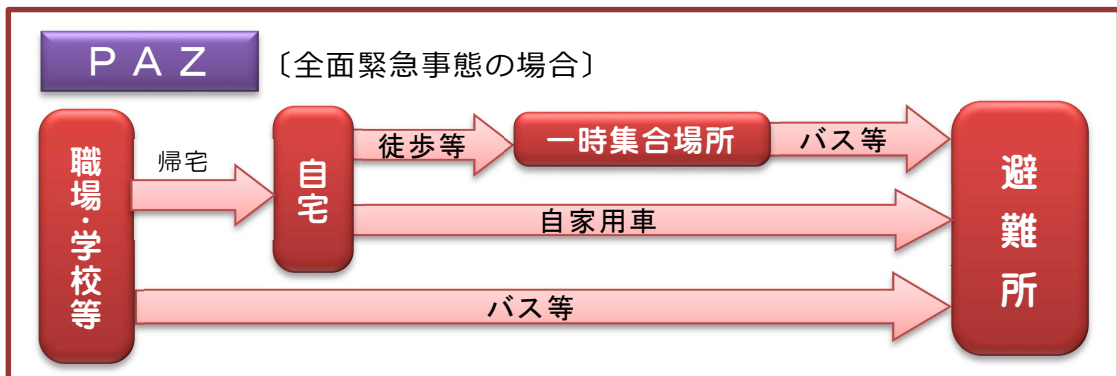 ＰＡＺ
〔全面緊急事態の場合〕
職場・学校等
帰宅
自宅
徒歩等
一時集合場所
バス等
自家用車
バス等
避難所